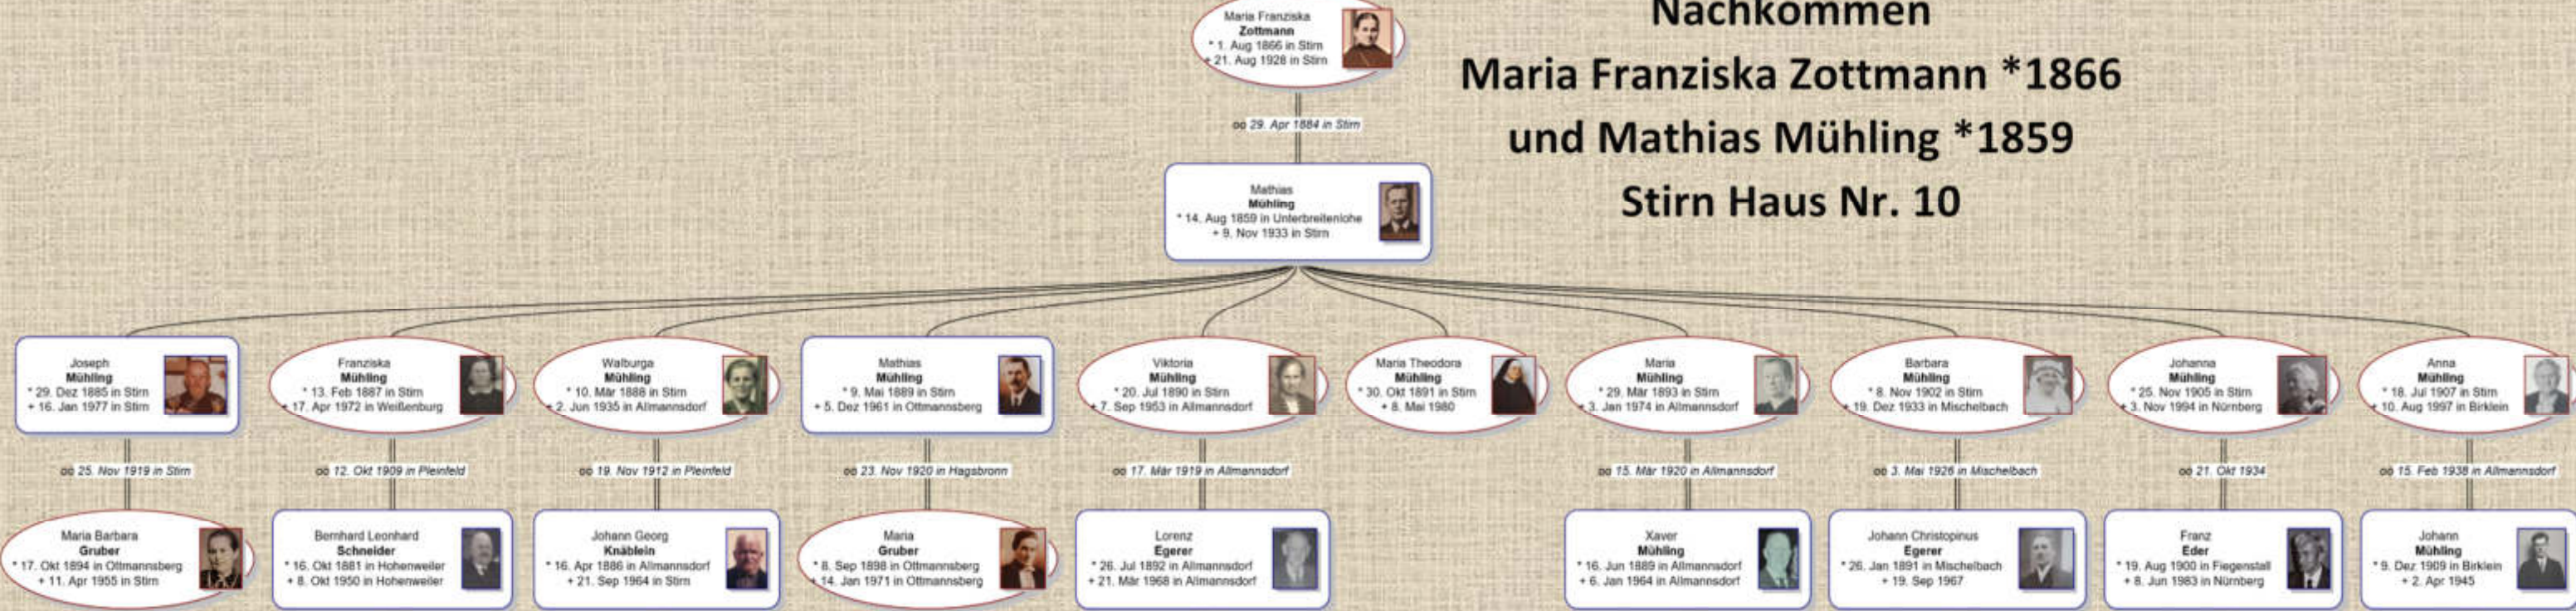 Nachkommen
Maria Franziska Zottmann *1866
und Mathias Mühling *1859
Stirn Haus Nr. 10
Maria Franziska
Zottmann
* 1. Aug 1866 in Stirn
+ 21. Aug 1928 in Stirn
oo 29. Apr 1884 in Stirn
Mathias
Mühling
* 14. Aug 1859 in Unterbreitenlohe
+ 9. Nov 1933 in Stirn
Joseph
Mühling
* 29. Dez 1885 in Stirn
+ 16. Jan 1977 in Stirn
Franziska
Mühling
* 13. Feb 1887 in Stirn
+ 17. Apr 1972 in Weißenburg
Walburga
Mühling
* 10. Mär 1888 in Stirn
+ 2. Jun 1935 in Allmannsdorf
Mathias
Mühling
* 9. Mai 1889 in Stirn
+ 5. Dez 1961 in Ottmannsberg
Viktoria
Mühling
* 20. Jul 1890 in Stirn
+ 7. Sep 1953 in Allmannsdorf
Maria Theodora
Mühling
* 30. Okt 1891 in Stirn
+ 8. Mai 1980
Maria
Mühling
* 29. Mär 1893 in Stirn
+ 3. Jan 1974 in Allmannsdorf
Barbara
Mühling
* 8. Nov 1902 in Stirn
+ 19. Dez 1933 in Mischelbach
Johanna
Mühling
* 25. Nov 1905 in Stirn
+ 3. Nov 1994 in Nürnberg
Anna
Mühling
* 18. Jul 1907 in Stirn
+ 10. Aug 1997 in Birklein
oo 25. Nov 1919 in Stirn
oo 12. Okt 1909 in Pleinfeld
oo 19. Nov 1912 in Pleinfeld
oo 23. Nov 1920 in Hagsbronn
oo 17. Mär 1919 in Allmannsdorf
oo 15. Mär 1920 in Allmannsdorf
oo 3. Mai 1926 in Mischelbach
oo 21. Okt 1934
oo 15. Feb 1938 in Allmannsdorf
Maria Barbara
Gruber
* 17. Okt 1894 in Ottmannsberg
+ 11. Apr 1955 in Stirn
Bernhard Leonhard
Schneider
* 16. Okt 1881 in Hohenweiler
+ 8. Okt 1950 in Hohenweiler
Johann Georg
Knäblein
* 16. Apr 1886 in Allmannsdorf
+ 21. Sep 1964 in Stirn
Maria
Gruber
* 8. Sep 1898 in Ottmannsberg
+ 14. Jan 1971 in Ottmannsberg
Lorenz
Egerer
* 26. Jul 1892 in Allmannsdorf
+ 21. Mär 1968 in Allmannsdorf
Xaver
Mühling
* 16. Jun 1889 in Allmannsdorf
+ 6. Jan 1964 in Allmannsdorf
Johann Christopinus
Egerer
* 26. Jan 1891 in Mischelbach
+ 19. Sep 1967
Franz
Eder
* 19. Aug 1900 in Fiegenstall
+ 8. Jun 1983 in Nürnberg
Johann
Mühling
* 9. Dez 1909 in Birklein
+ 2. Apr 1945